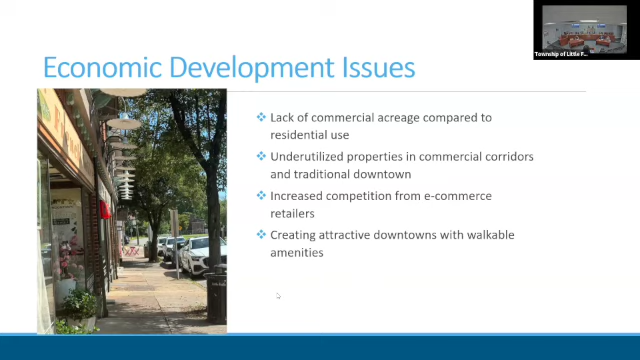 Township of Little F...
Economic Development Issues
Lack of commercial acreage compared to
residential use
Underutilized properties in commercial corridors
and traditional downtown
Increased competition from e-commerce
retailers
Creating attractive downtowns with walkable
amenities